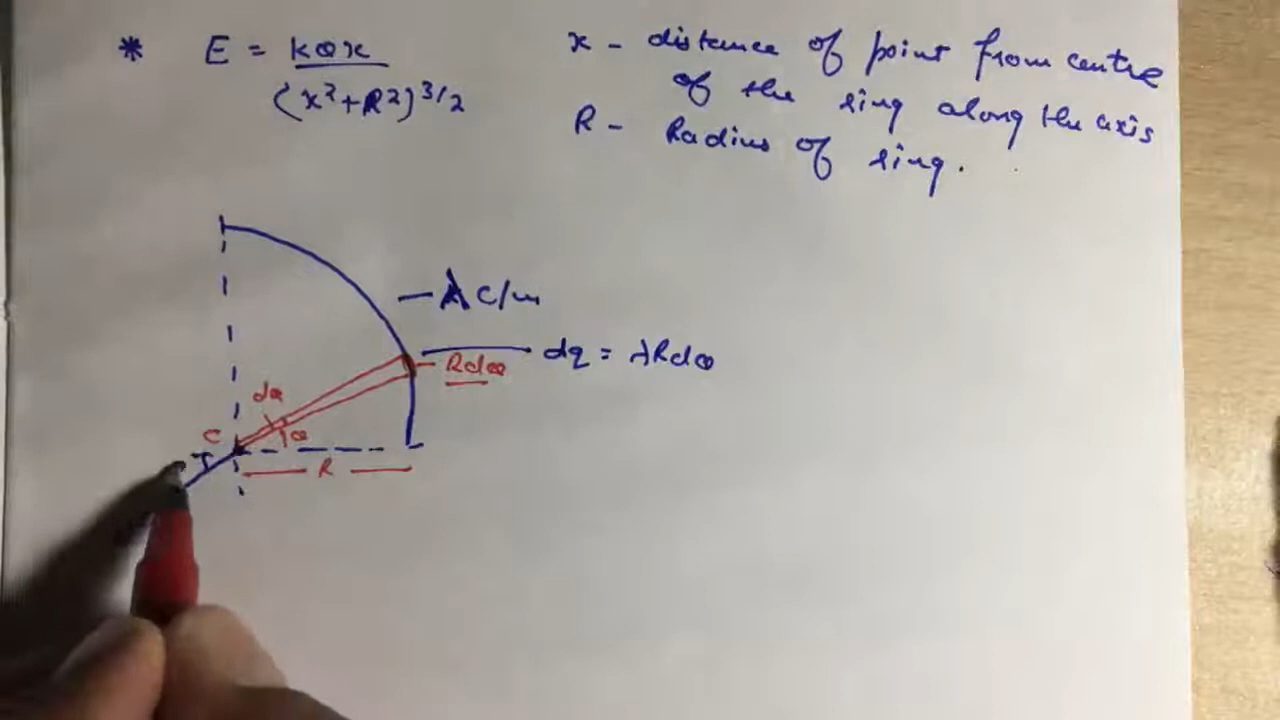 * E = kQx
(x²+R²)3/2
x - distance of point from centre
of the ring along the axis
R - Radius of ring.
λ C/m
Rdθ
dq = λRdθ
dθ
C
θ
R